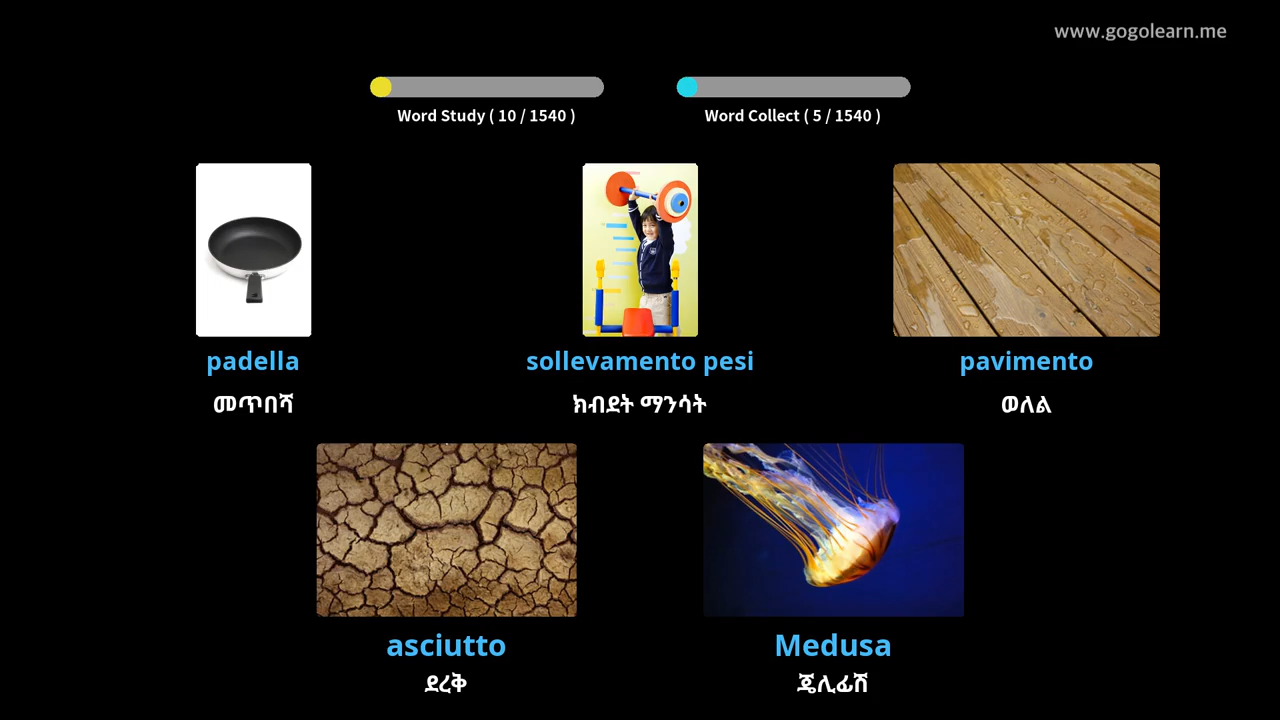 www.gogolearn.me
Word Study ( 10 / 1540 )
Word Collect ( 5 / 1540 )
padella
sollevamento pesi
pavimento
መጥበሻ
ክብደት ማንሳት
ወለል
asciutto
Medusa
ደረቅ
ጄሊፊሽ